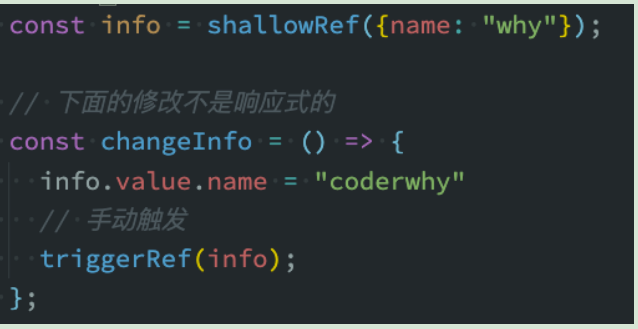 const info = shallowRef({name: "why"});
// 下面的修改不是响应式的
const changeInfo = () => {
info.value.name = "coderwhy"
// 手动触发
triggerRef(info);
};